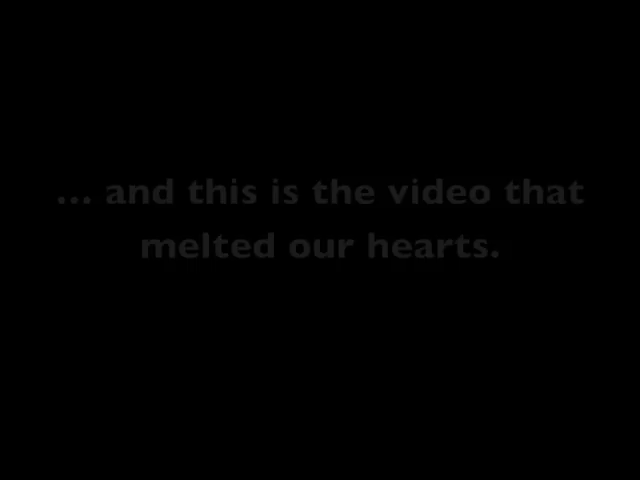 ... and this is the video that
melted our hearts.